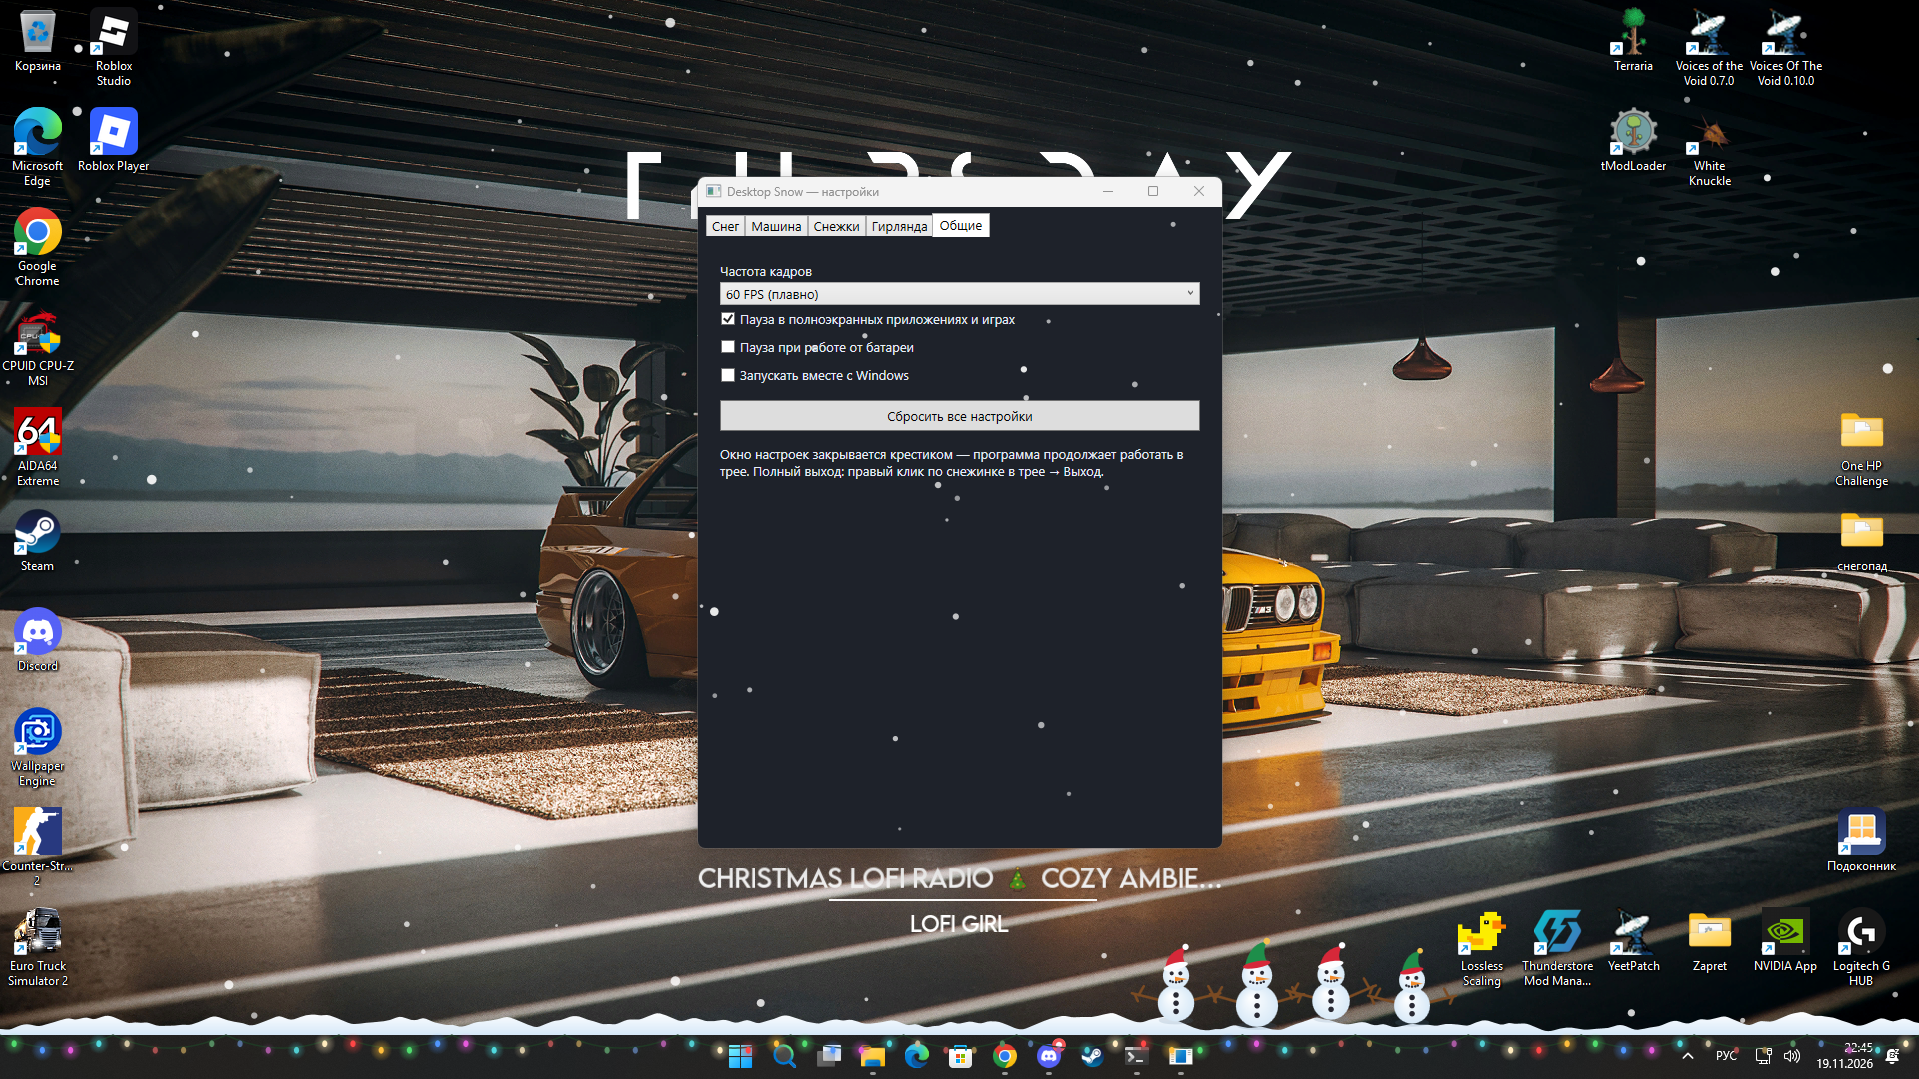 Корзина
Roblox
Studio
Microsoft
Edge
Roblox Player
Google
Chrome
CPUID CPU-Z
MSI
64
AIDA64
Extreme
Steam
Discord
Wallpaper
Engine
Counter-Str...
2
Euro Truck
Simulator 2
Terraria
Voices of the
Void 0.7.0
Voices Of The
Void 0.10.0
tModLoader
White
Knuckle
One HP
Challenge
снегопад
Подоконник
Lossless
Scaling
Thunderstore
Mod Mana...
YeetPatch
Zapret
NVIDIA App
Logitech G
HUB
Desktop Snow — настройки
Снег
Машина
Снежки
Гирлянда
Общие
Частота кадров
60 FPS (плавно)
Пауза в полноэкранных приложениях и играх
Пауза при работе от батареи
Запускать вместе с Windows
Сбросить все настройки
Окно настроек закрывается крестиком — программа продолжает работать в
трее. Полный выход: правый клик по снежинке в трее → Выход.
CHRISTMAS LOFI RADIO 🎄 COZY AMBIE...
LOFI GIRL
РУС
22:45
19.11.2026